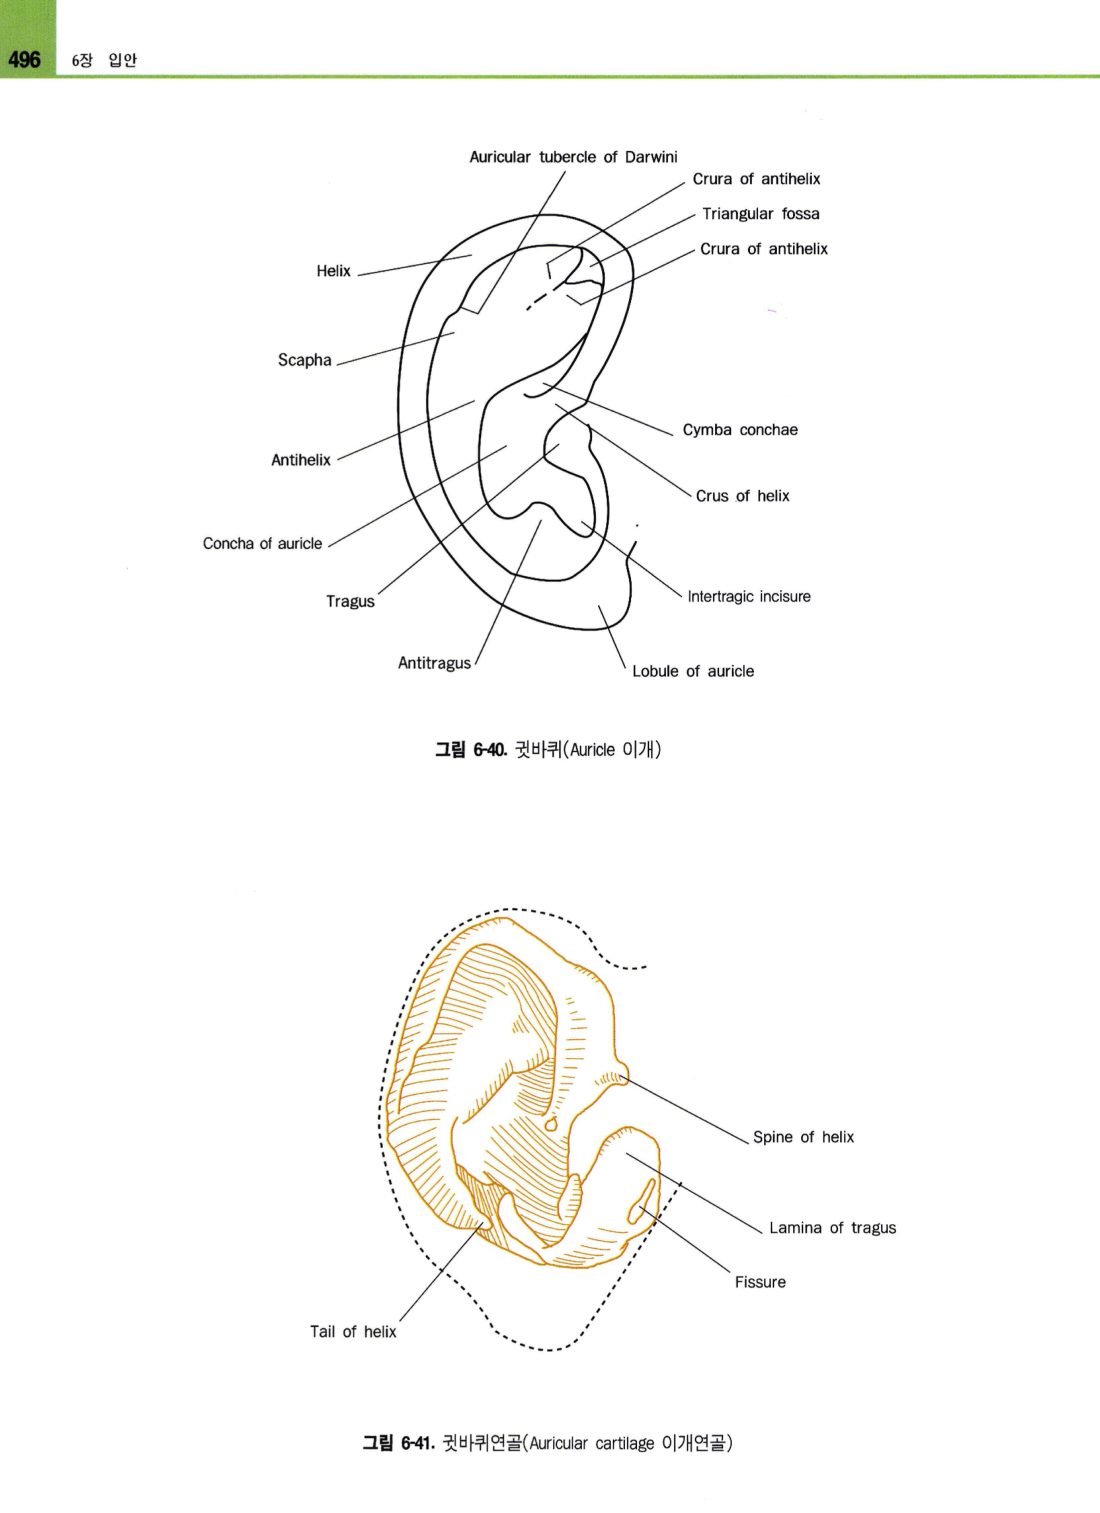 496 6장 입안
Auricular tubercle of Darwini
Crura of antihelix
Triangular fossa
Crura of antihelix
Helix
Scapha
Cymba conchae
Antihelix
Crus of helix
Concha of auricle
Intertragic incisure
Tragus
Antitragus
Lobule of auricle
그림 6-40. 귓바퀴(Auricle 이개)
Spine of helix
Lamina of tragus
Fissure
Tail of helix
그림 6-41. 귓바퀴연골(Auricular cartilage 이개연골)